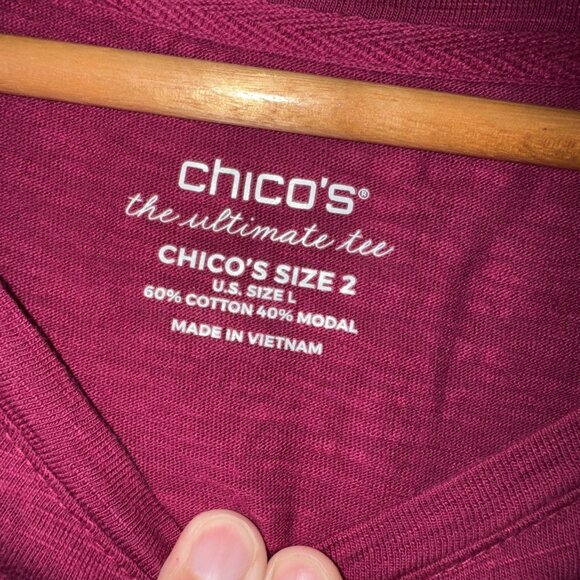 chico's®
the ultimate tee
CHICO'S SIZE 2
U.S. SIZE L
60% COTTON 40% MODAL
MADE IN VIETNAM